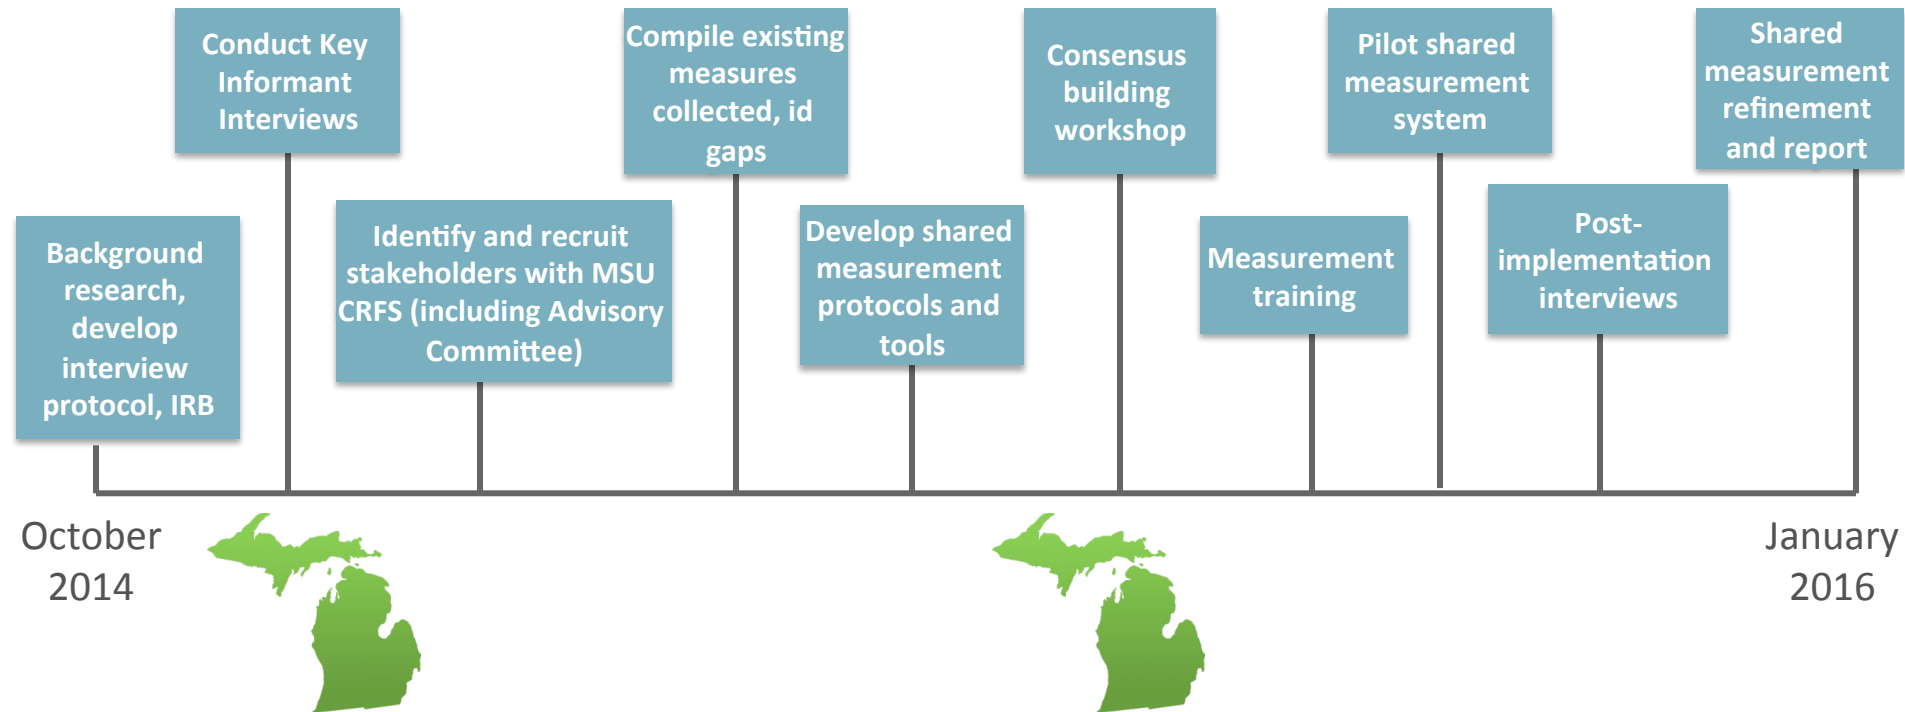 Conduct Key
Informant
Interviews
Compile existing
measures
collected, id
gaps
Consensus
building
workshop
Pilot shared
measurement
system
Shared
measurement
refinement
and report
Background
research,
develop
interview
protocol, IRB
Identify and recruit
stakeholders with MSU
CRFS (including Advisory
Committee)
Develop shared
measurement
protocols and
tools
Measurement
training
Post-
implementation
interviews
October
2014
January
2016